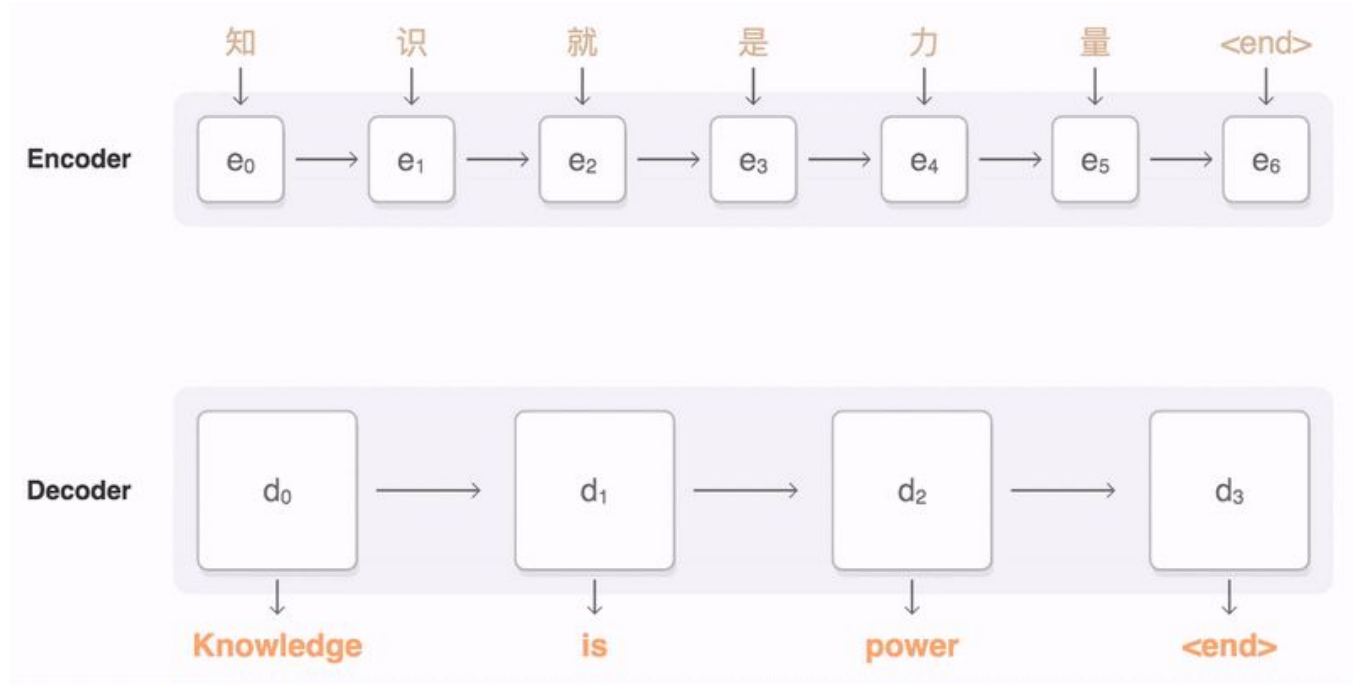 知 识 就 是 力 量 <end>
Encoder e₀ e₁ e₂ e₃ e₄ e₅ e₆
Decoder d₀ d₁ d₂ d₃
Knowledge is power <end>